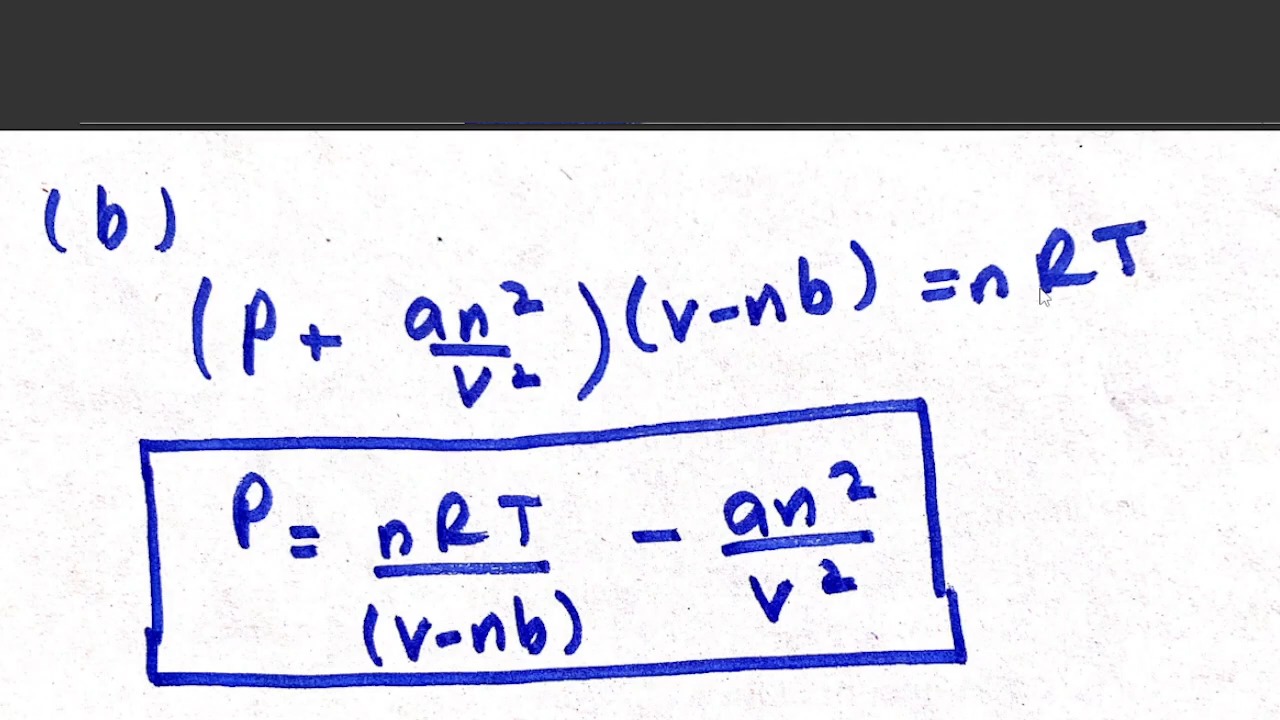 (b)
(P + an²/v²)(v-nb) = nRT
P = nRT/(v-nb) - an²/v²